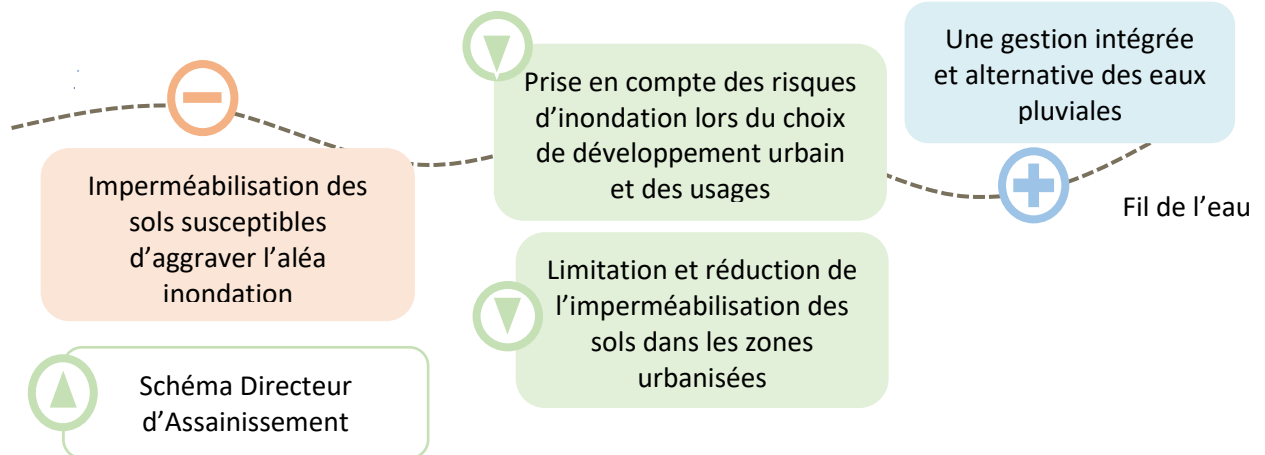 Imperméabilisation des
sols susceptibles
d’aggraver l’aléa
inondation
Schéma Directeur
d’Assainissement
Prise en compte des risques
d’inondation lors du choix
de développement urbain
et des usages
Limitation et réduction de
l’imperméabilisation des
sols dans les zones
urbanisées
Une gestion intégrée
et alternative des eaux
pluviales
Fil de l’eau